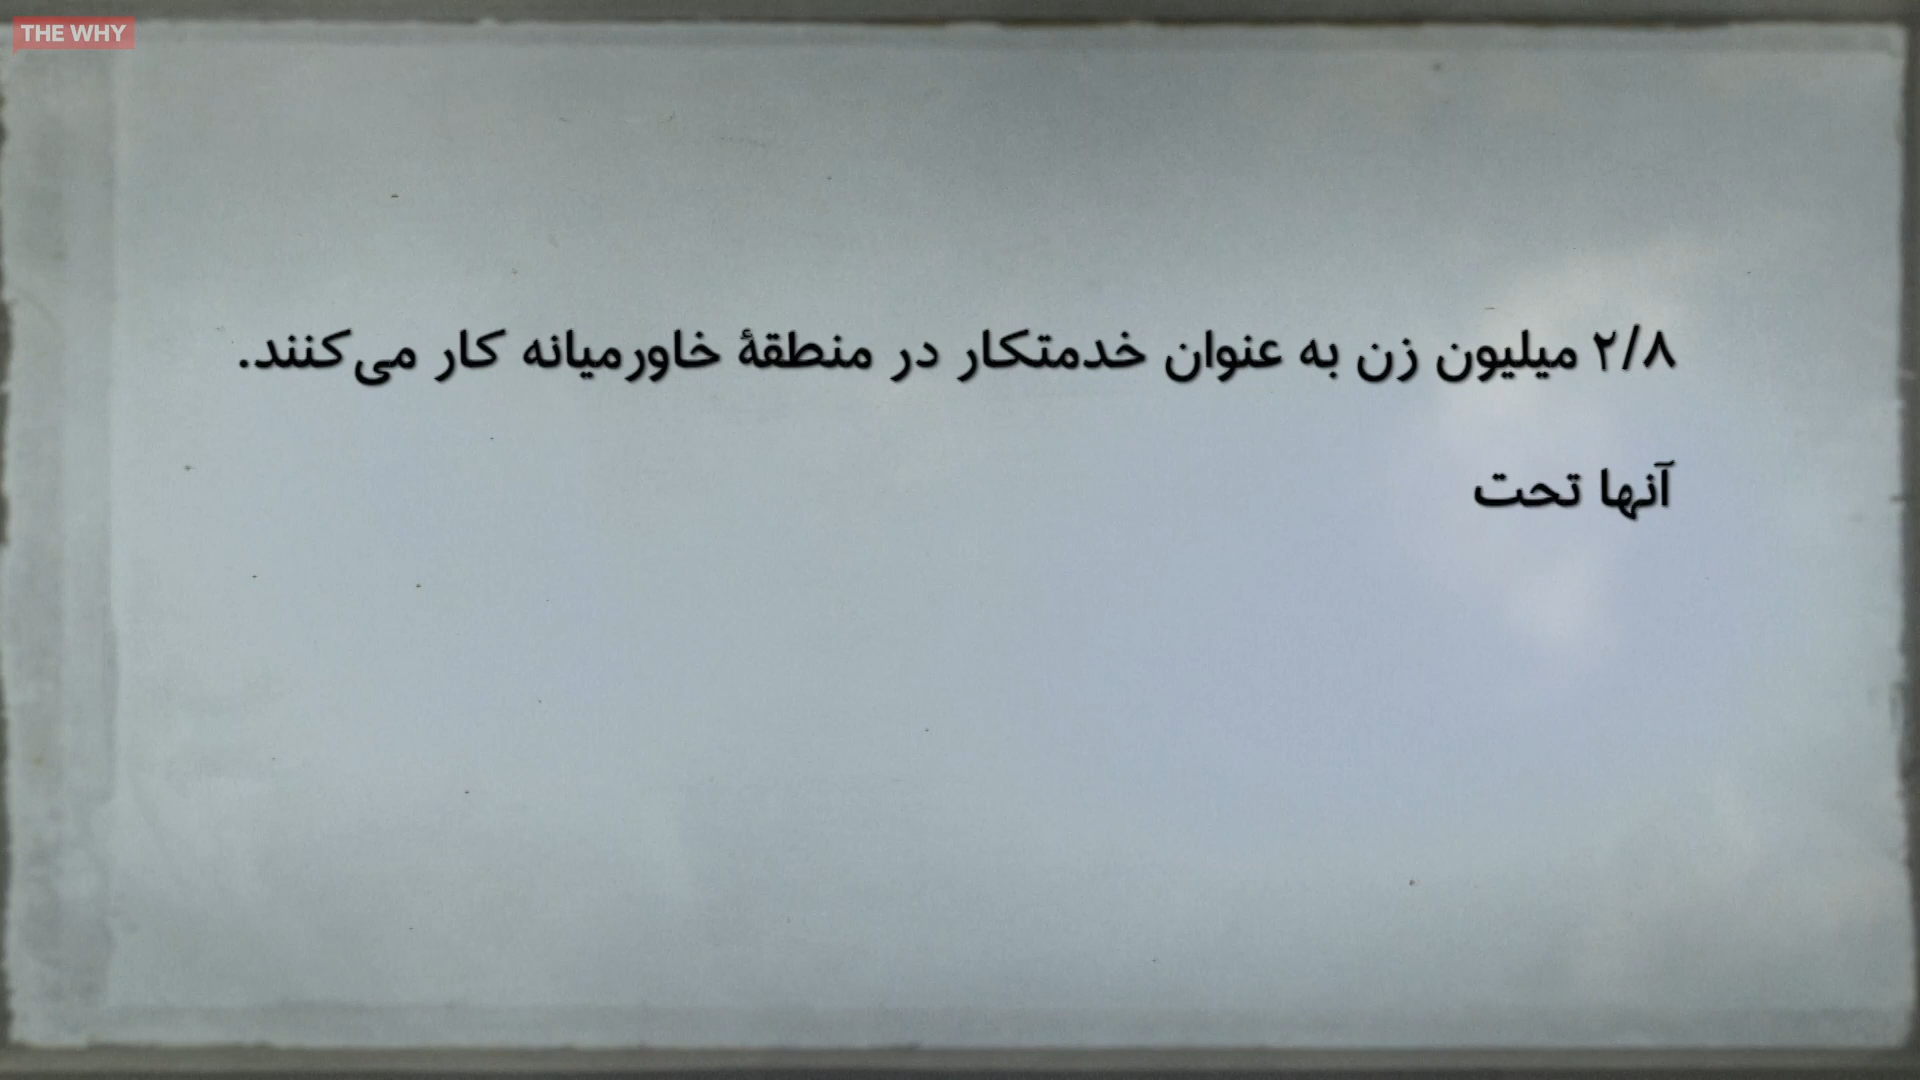 THE WHY
۲/۸ میلیون زن به عنوان خدمتکار در منطقهٔ خاورمیانه کار می‌کنند.
آنها تحت